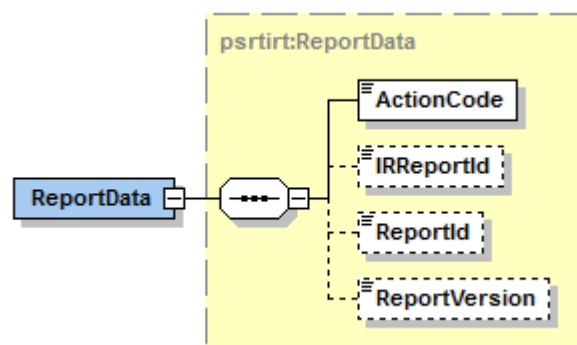 psrtirt:ReportData
ActionCode
IRReportId
ReportData
ReportId
ReportVersion